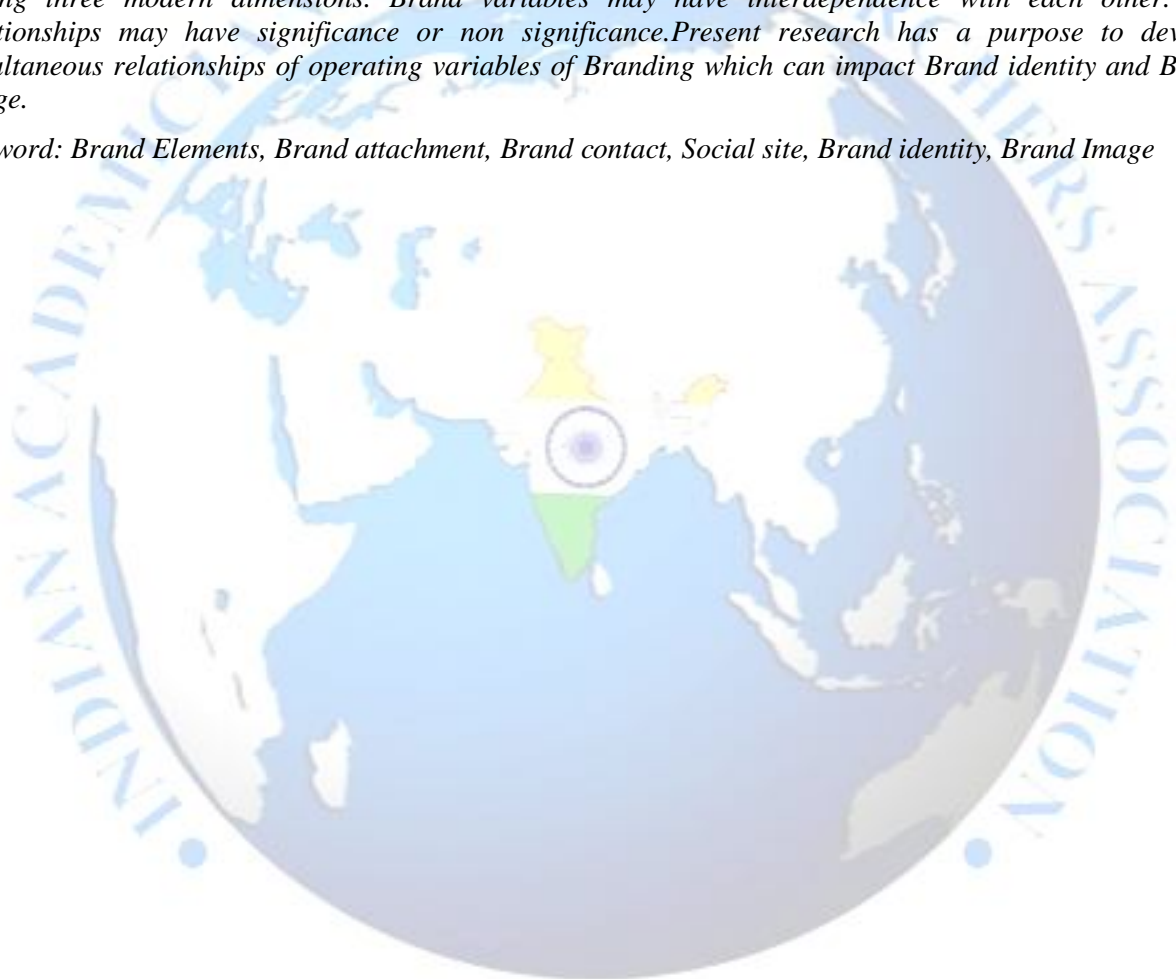 ing three modern dimensions. Brand variables may have interdependence with each other.
tionships may have significance or non significance.Present research has a purpose to dev
ultaneous relationships of operating variables of Branding which can impact Brand identity and B
ge.
word: Brand Elements, Brand attachment, Brand contact, Social site, Brand identity, Brand Image
INDIAN ACADEMIC
CHERS ASSOCIATION